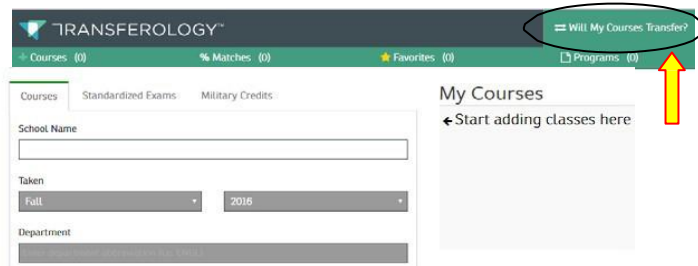 TRANSFEROLOGY™ Will My Courses Transfer?
Courses (0) % Matches (0) Favorites (0) Programs (0)
Courses Standardized Exams Military Credits
My Courses
Start adding classes here
School Name
Taken
Fall 2016
Department